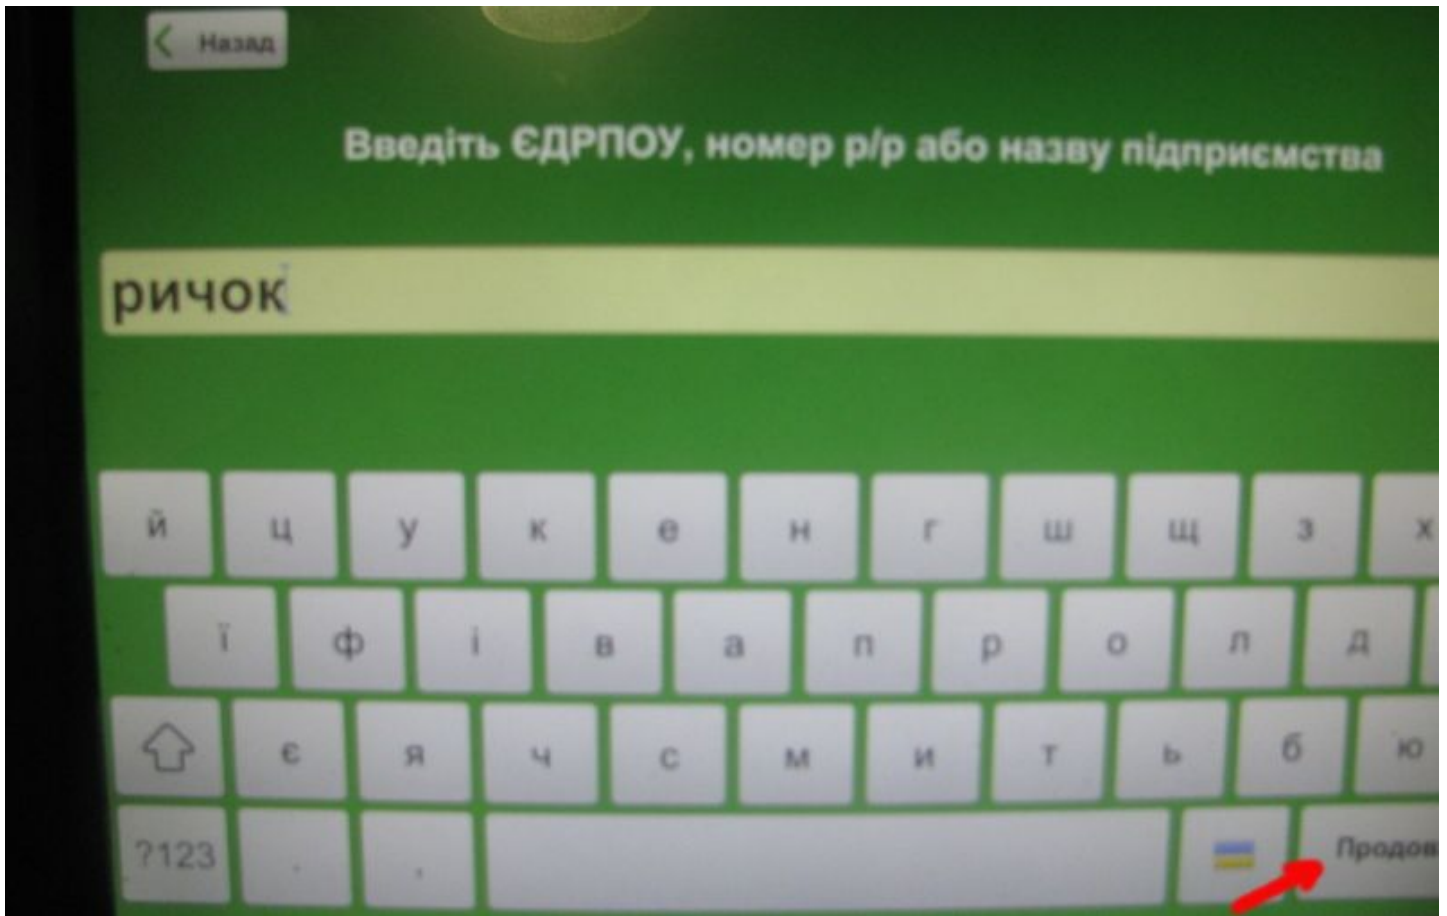 Назад
Введіть ЄДРПОУ, номер р/р або назву підприємства
ричок
й ц у к е н г ш щ з х
ї ф і в а п р о л д
є я ч с м и т ь б ю
?123 . , Продов